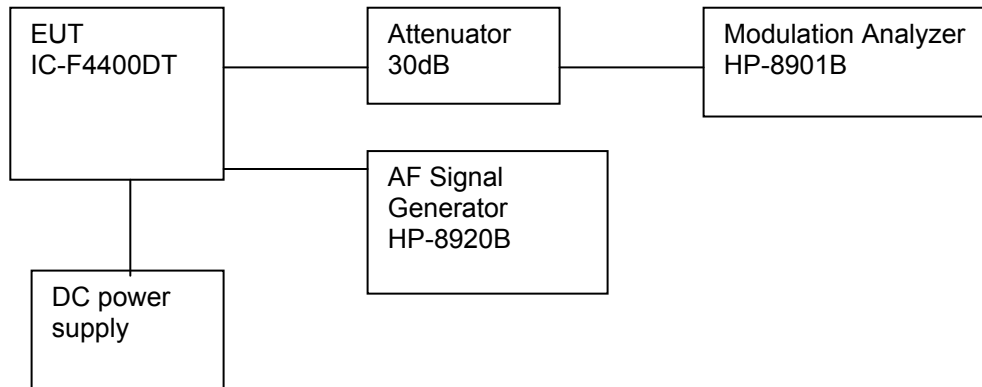 EUT
IC-F4400DT
Attenuator
30dB
Modulation Analyzer
HP-8901B
AF Signal
Generator
HP-8920B
DC power
supply